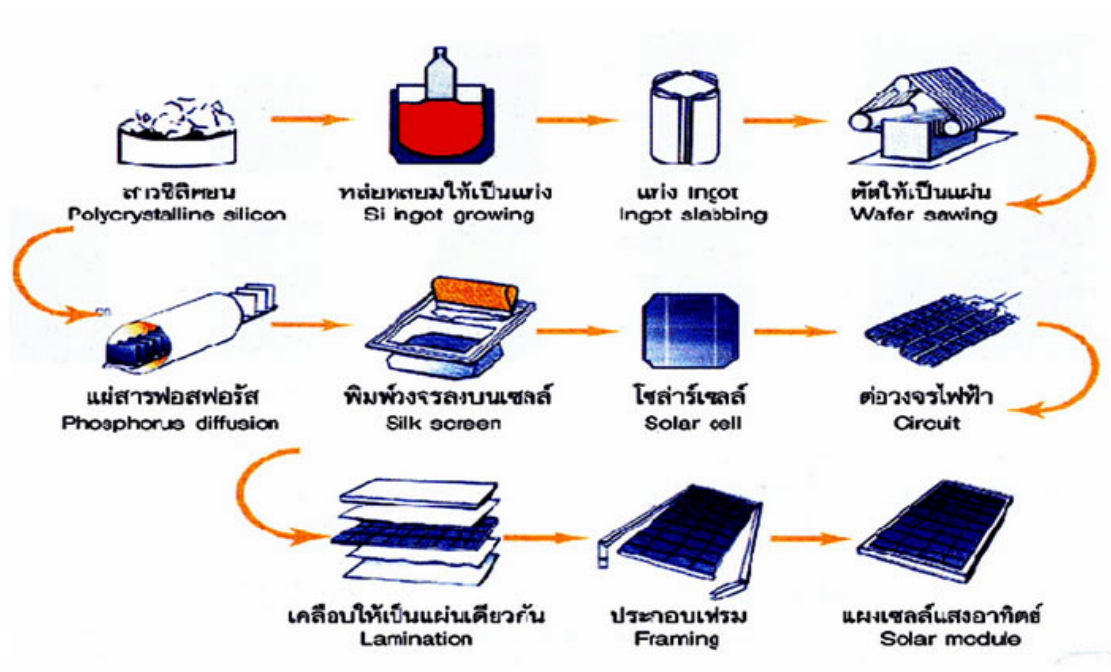 สารซิลิคอน
Polycrystalline silicon
หล่อหลอมให้เป็นแท่ง
Si ingot growing
แท่ง Ingot
Ingot slabbing
ตัดให้เป็นแผ่น
Wafer sawing
แผ่สารฟอสฟอรัส
Phosphorus diffusion
พิมพ์วงจรลงบนเซลล์
Silk screen
โซล่าร์เซลล์
Solar cell
ต่อวงจรไฟฟ้า
Circuit
เคลือบให้เป็นแผ่นเดียวกัน
Lamination
ประกอบเฟรม
Framing
แผงเซลล์แสงอาทิตย์
Solar module